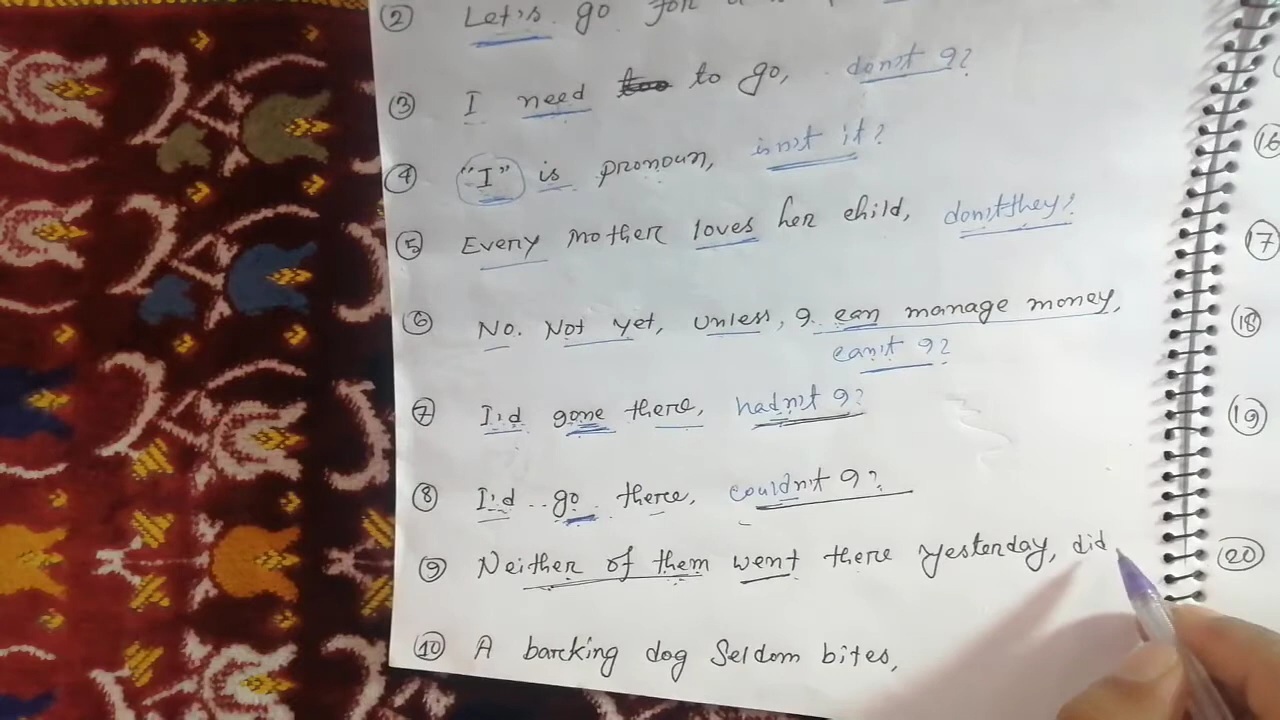 ② Let's go for a
③ I need to go, don't I?
④ "I" is pronoun, isn't it?
⑤ Every mother loves her child, don't they?
⑥ No. Not yet, unless, I can manage money,
can't I?
⑦ I'd gone there, hadn't I?
⑧ I'd go there, couldn't I?
⑨ Neither of them went there yesterday, did
⑩ A barking dog Seldom bites,
16
17
18
19
20